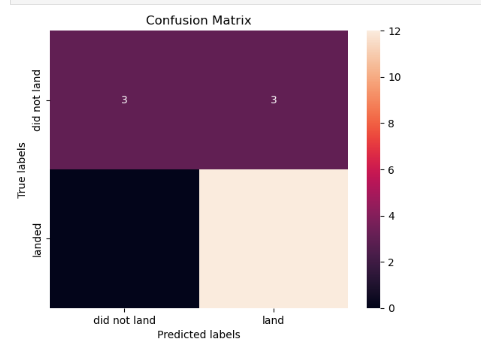 Confusion Matrix
did not land
3 3
landed
True labels
did not land land
Predicted labels
12
10
8
6
4
2
0